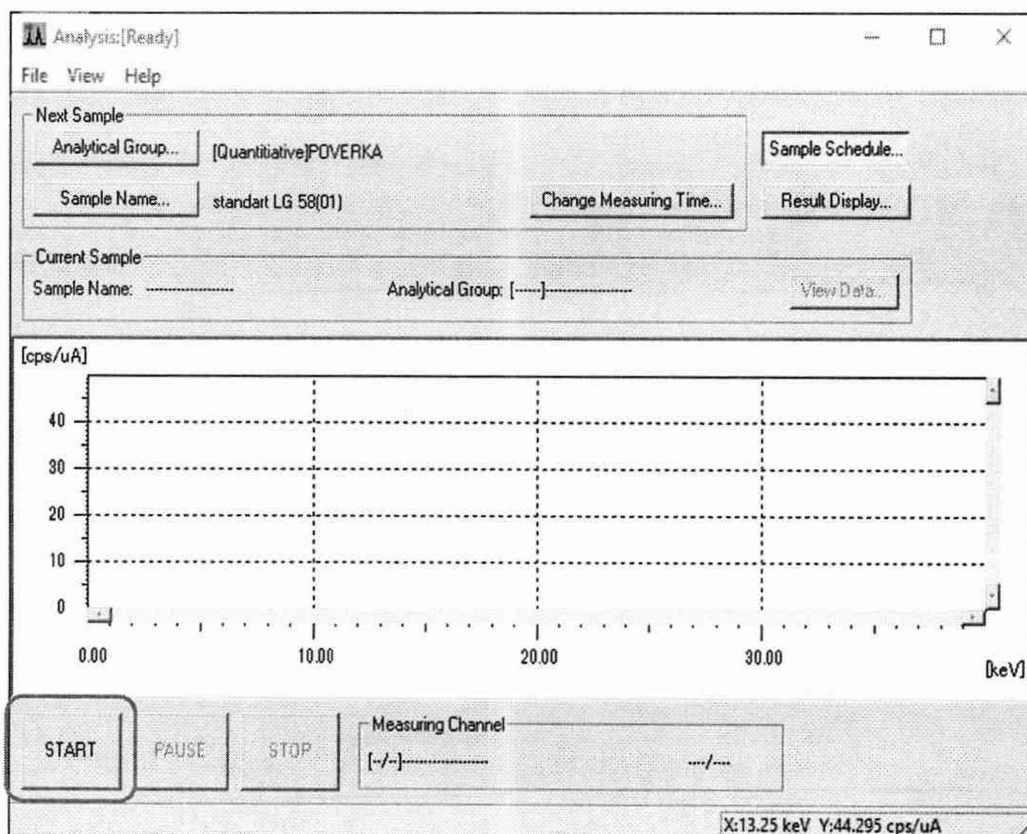 Analysis:[Ready]
File View Help
Next Sample
Analytical Group... [Quantitiative]POVERKA Sample Schedule...
Sample Name... standart LG 58(01) Change Measuring Time... Result Display...
Current Sample
Sample Name: -------------- Analytical Group: [----]-------------- View Data...
[cps/uA]
40
30
20
10
0
0.00 10.00 20.00 30.00 [keV]
START PAUSE STOP
Measuring Channel
[--/--]-------------- ---/---
X:13.25 keV Y:44.295 cps/uA